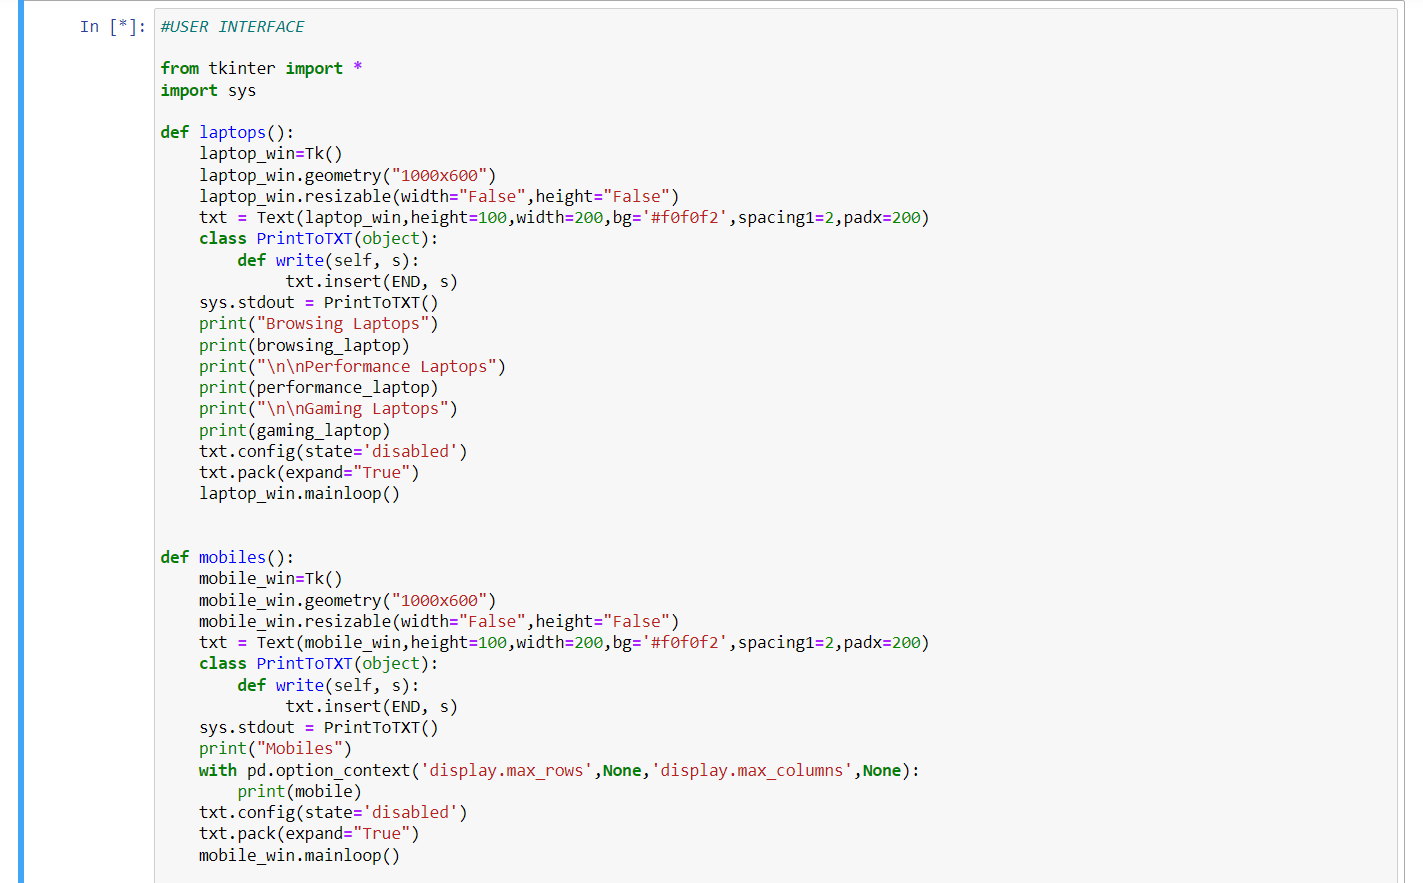 In [*]: #USER INTERFACE
from tkinter import *
import sys
def laptops():
    laptop_win=Tk()
    laptop_win.geometry("1000x600")
    laptop_win.resizable(width="False",height="False")
    txt = Text(laptop_win,height=100,width=200,bg='#f0f0f2',spacing1=2,padx=200)
    class PrintToTXT(object):
        def write(self, s):
             txt.insert(END, s)
    sys.stdout = PrintToTXT()
    print("Browsing Laptops")
    print(browsing_laptop)
    print("\n\nPerformance Laptops")
    print(performance_laptop)
    print("\n\nGaming Laptops")
    print(gaming_laptop)
    txt.config(state='disabled')
    txt.pack(expand="True")
    laptop_win.mainloop()
def mobiles():
    mobile_win=Tk()
    mobile_win.geometry("1000x600")
    mobile_win.resizable(width="False",height="False")
    txt = Text(mobile_win,height=100,width=200,bg='#f0f0f2',spacing1=2,padx=200)
    class PrintToTXT(object):
        def write(self, s):
             txt.insert(END, s)
    sys.stdout = PrintToTXT()
    print("Mobiles")
    with pd.option_context('display.max_rows',None,'display.max_columns',None):
        print(mobile)
    txt.config(state='disabled')
    txt.pack(expand="True")
    mobile_win.mainloop()